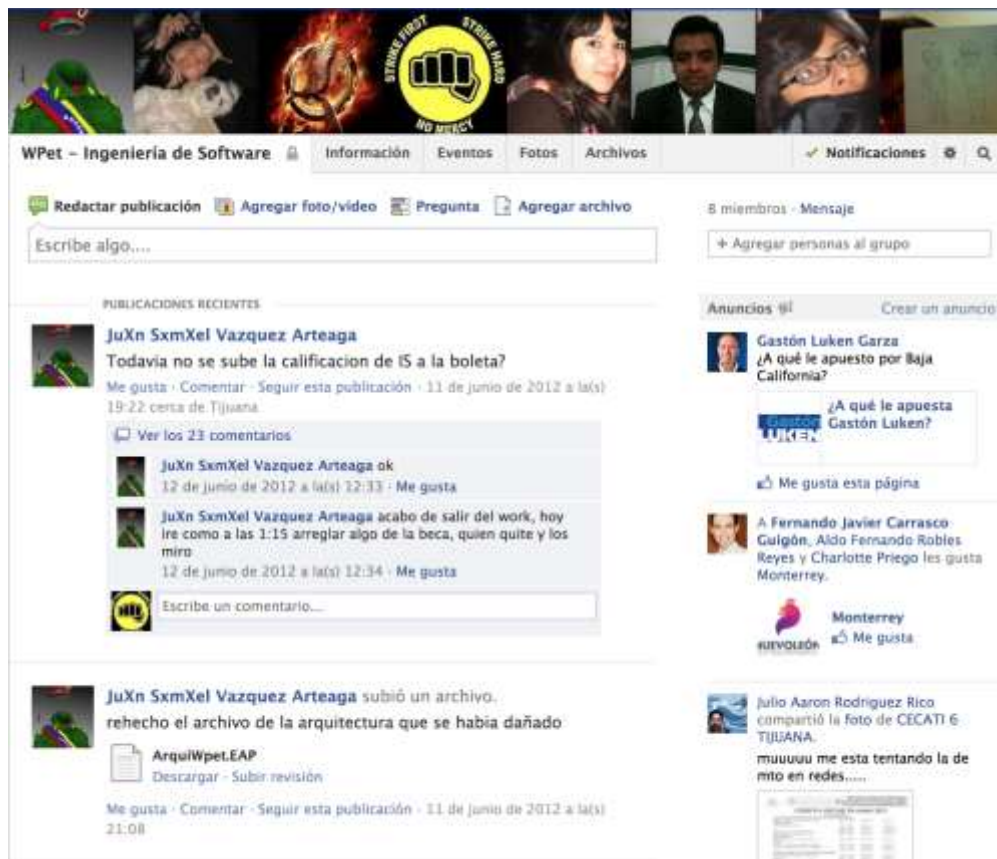 STRIKE FIRST
STRIKE HARD
NO MERCY
WPet – Ingeniería de Software
Información
Eventos
Fotos
Archivos
Notificaciones
Redactar publicación
Agregar foto/video
Pregunta
Agregar archivo
Escribe algo....
8 miembros · Mensaje
+ Agregar personas al grupo
PUBLICACIONES RECIENTES
JuXn SxmXel Vazquez Arteaga
Todavia no se sube la calificacion de IS a la boleta?
Me gusta · Comentar · Seguir esta publicación · 11 de junio de 2012 a la(s)
19:22 cerca de Tijuana
Ver los 23 comentarios
JuXn SxmXel Vazquez Arteaga ok
12 de junio de 2012 a la(s) 12:33 · Me gusta
JuXn SxmXel Vazquez Arteaga acabo de salir del work, hoy
ire como a las 1:15 arreglar algo de la beca, quien quite y los
miro
12 de junio de 2012 a la(s) 12:34 · Me gusta
Escribe un comentario...
JuXn SxmXel Vazquez Arteaga subió un archivo.
rehecho el archivo de la arquitectura que se habia dañado
ArquiWpet.EAP
Descargar · Subir revisión
Me gusta · Comentar · Seguir esta publicación · 11 de junio de 2012 a la(s)
21:08
Anuncios
Crear un anuncio
Gastón Luken Garza
¿A qué le apuesto por Baja
California?
Gastón
LUKEN
¿A qué le apuesta
Gastón Luken?
Me gusta esta página
A Fernando Javier Carrasco
Guigón, Aldo Fernando Robles
Reyes y Charlotte Priego les gusta
Monterrey.
NUEVOLEÓN
Monterrey
Me gusta
Julio Aaron Rodriguez Rico
compartió la foto de CECATI 6
TIJUANA.
muuuuu me esta tentando la de
mto en redes.....